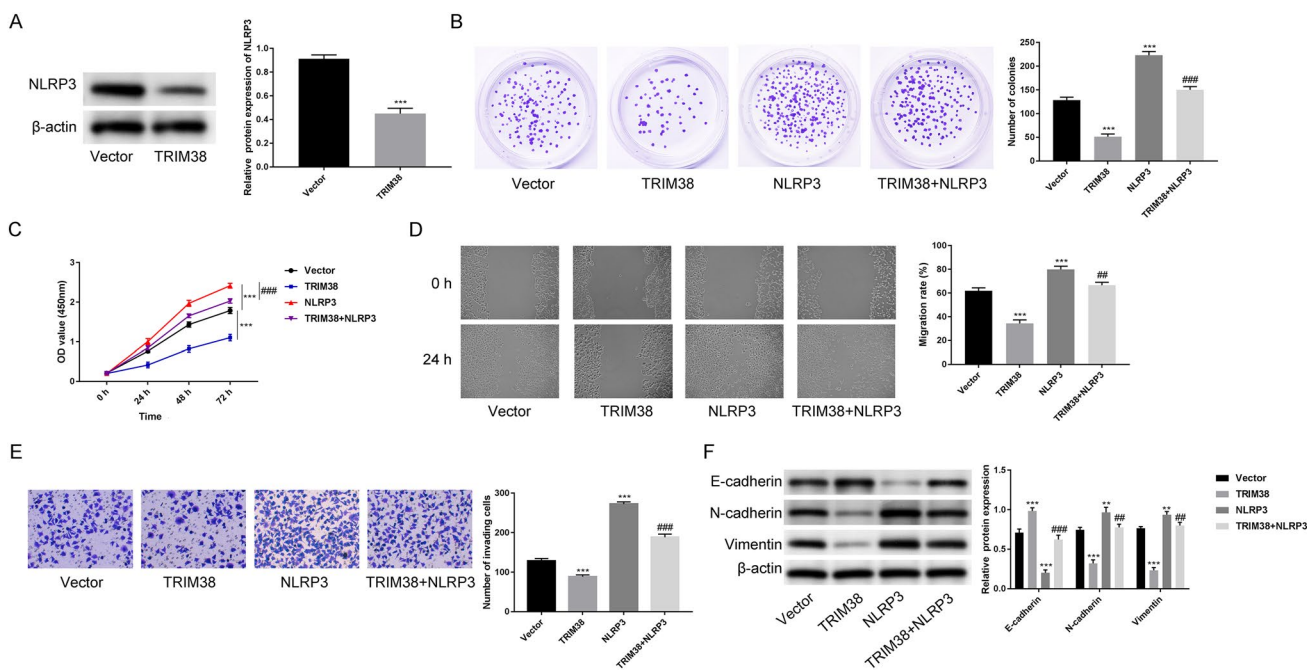 A
NLRP3
β-actin
Vector
TRIM38
Relative protein expression of NLRP3
1.0
0.8
0.6
0.4
0.2
0.0
***
Vector
TRIM38
B
Vector
TRIM38
NLRP3
TRIM38+NLRP3
Number of colonies
250
200
150
100
50
0
***
***
###
Vector
TRIM38
NLRP3
TRIM38+NLRP3
C
OD value (450nm)
3
2
1
0
0 h
24 h
48 h
72 h
Time
Vector
TRIM38
NLRP3
TRIM38+NLRP3
***
###
***
D
0 h
24 h
Vector
TRIM38
NLRP3
TRIM38+NLRP3
Migration rate (%)
100
80
60
40
20
0
***
***
##
Vector
TRIM38
NLRP3
TRIM38+NLRP3
E
Vector
TRIM38
NLRP3
TRIM38+NLRP3
Number of invading cells
300
200
100
0
***
***
###
Vector
TRIM38
NLRP3
TRIM38+NLRP3
F
E-cadherin
N-cadherin
Vimentin
β-actin
Vector
TRIM38
NLRP3
TRIM38+NLRP3
Relative protein expression
1.5
1.0
0.5
0.0
***
***
###
***
**
##
***
**
##
E-cadherin
N-cadherin
Vimentin
Vector
TRIM38
NLRP3
TRIM38+NLRP3